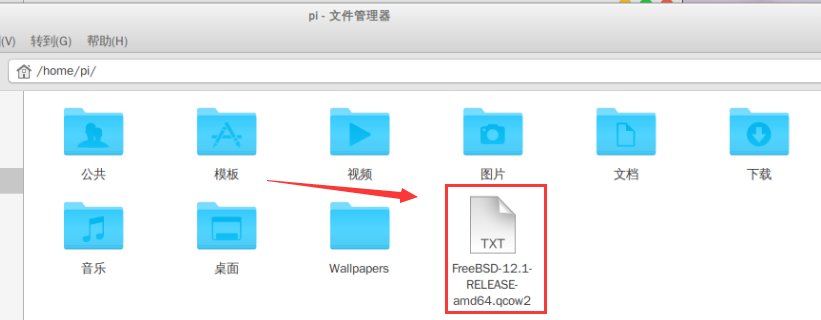 pi - 文件管理器
(V) 转到(G) 帮助(H)
/home/pi/
公共 模板 视频 图片 文档 下载
TXT
音乐 桌面 Wallpapers FreeBSD-12.1-
RELEASE-
amd64.qcow2